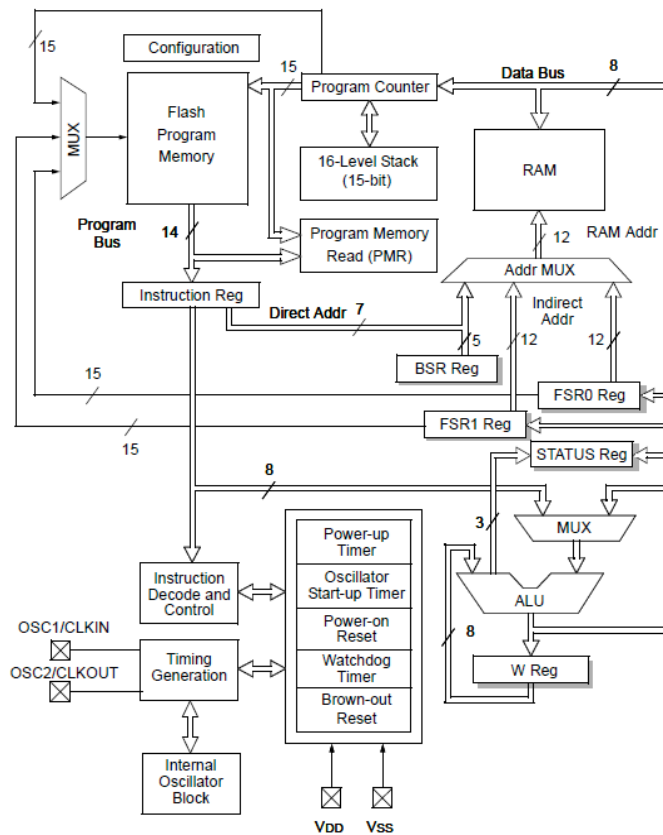 15
Configuration
15
Data Bus
8
MUX
Flash
Program
Memory
Program Counter
16-Level Stack
(15-bit)
RAM
Program
Bus
14
Program Memory
Read (PMR)
12
RAM Addr
Addr MUX
Instruction Reg
Direct Addr
7
Indirect
Addr
5
12
12
BSR Reg
15
FSR0 Reg
15
FSR1 Reg
STATUS Reg
8
3
MUX
Power-up
Timer
Instruction
Decode and
Control
Oscillator
Start-up Timer
ALU
OSC1/CLKIN
Power-on
Reset
8
Timing
Generation
OSC2/CLKOUT
Watchdog
Timer
W Reg
Brown-out
Reset
Internal
Oscillator
Block
VDD
VSS